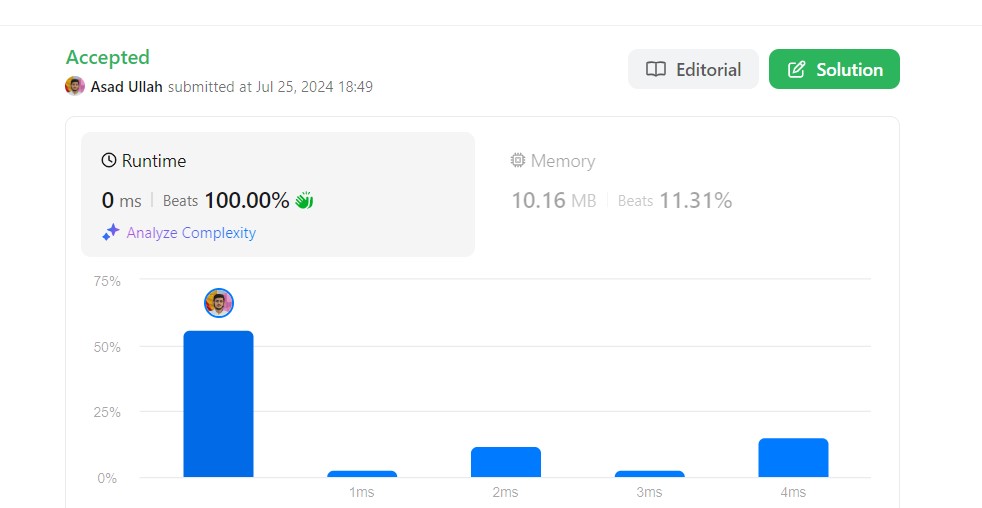 Accepted
Asad Ullah submitted at Jul 25, 2024 18:49
Editorial
Solution
Runtime
0 ms | Beats 100.00%
Analyze Complexity
Memory
10.16 MB | Beats 11.31%
75%
50%
25%
0%
1ms 2ms 3ms 4ms